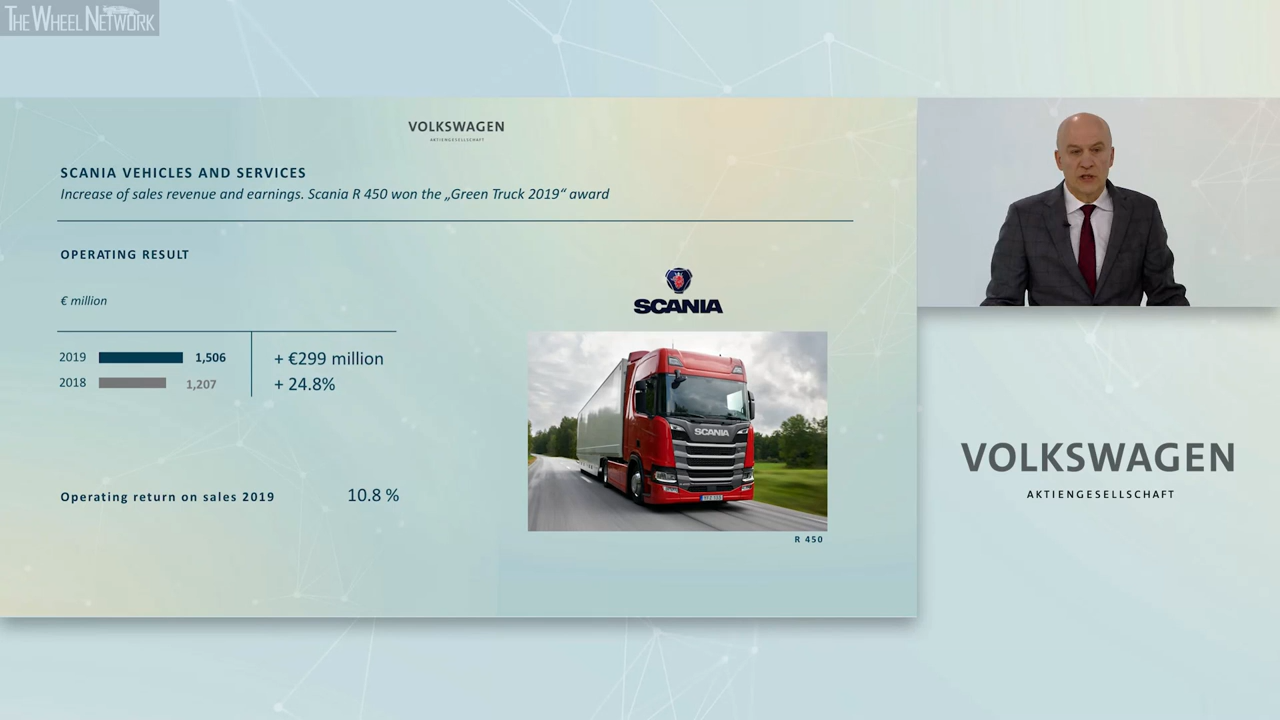 THE WHEEL NETWORK
VOLKSWAGEN
AKTIENGESELLSCHAFT
SCANIA VEHICLES AND SERVICES
Increase of sales revenue and earnings. Scania R 450 won the „Green Truck 2019“ award
OPERATING RESULT
€ million
2019 1,506 + €299 million
2018 1,207 + 24.8%
Operating return on sales 2019 10.8 %
SCANIA
SCANIA
R 450
VOLKSWAGEN
AKTIENGESELLSCHAFT